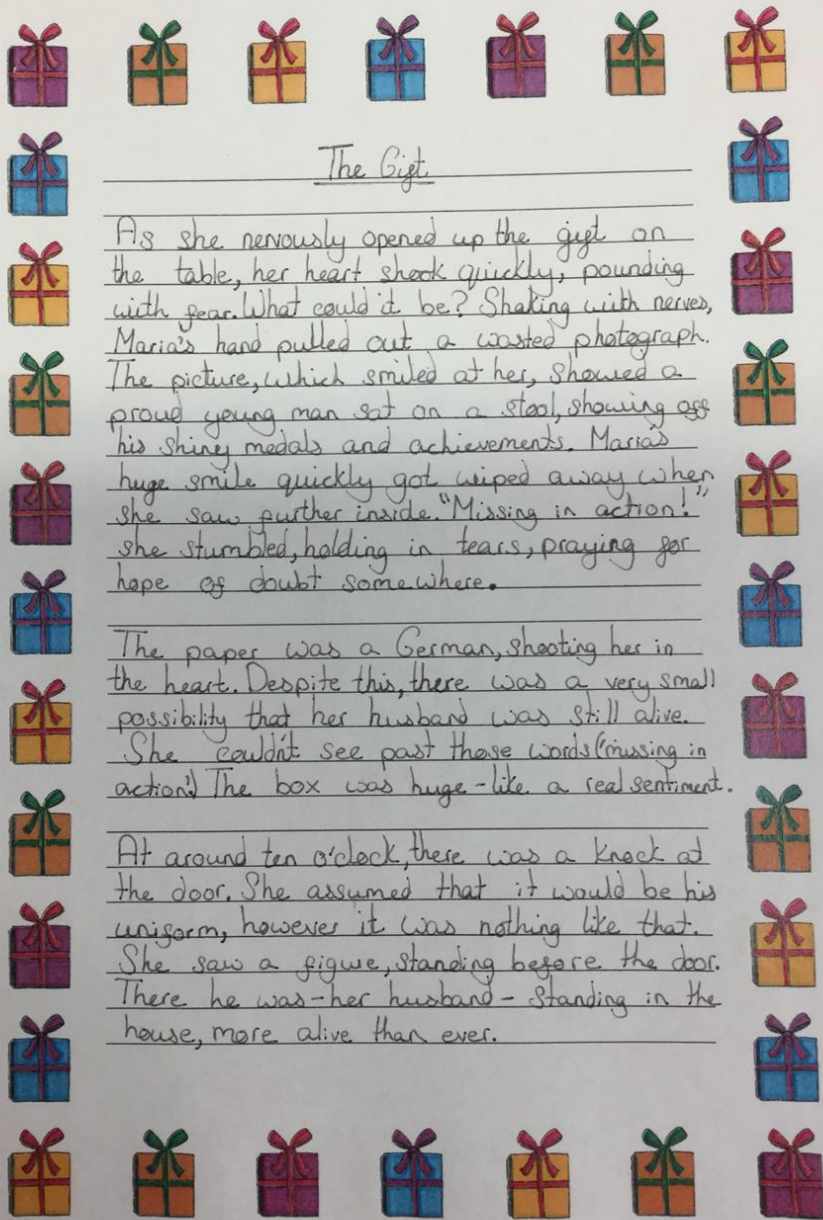 The Gift
As she nervously opened up the gift on
the table, her heart shook quickly, pounding
with fear. What could it be? Shaking with nerves,
Maria's hand pulled out a wasted photograph.
The picture, which smiled at her, showed a
proud young man sat on a stool, showing off
his shiny medals and achievements. Maria's
huge smile quickly got wiped away when
she saw further inside. "Missing in action!"
she stumbled, holding in tears, praying for
hope of doubt somewhere.
The paper was a German, shooting her in
the heart. Despite this, there was a very small
possibility that her husband was still alive.
She couldn't see past those words ('missing in
action'.) The box was huge - like a real sentiment.
At around ten o'clock, there was a knock at
the door. She assumed that it would be his
uniform, however it was nothing like that.
She saw a figure, standing before the door.
There he was - her husband - standing in the
house, more alive than ever.